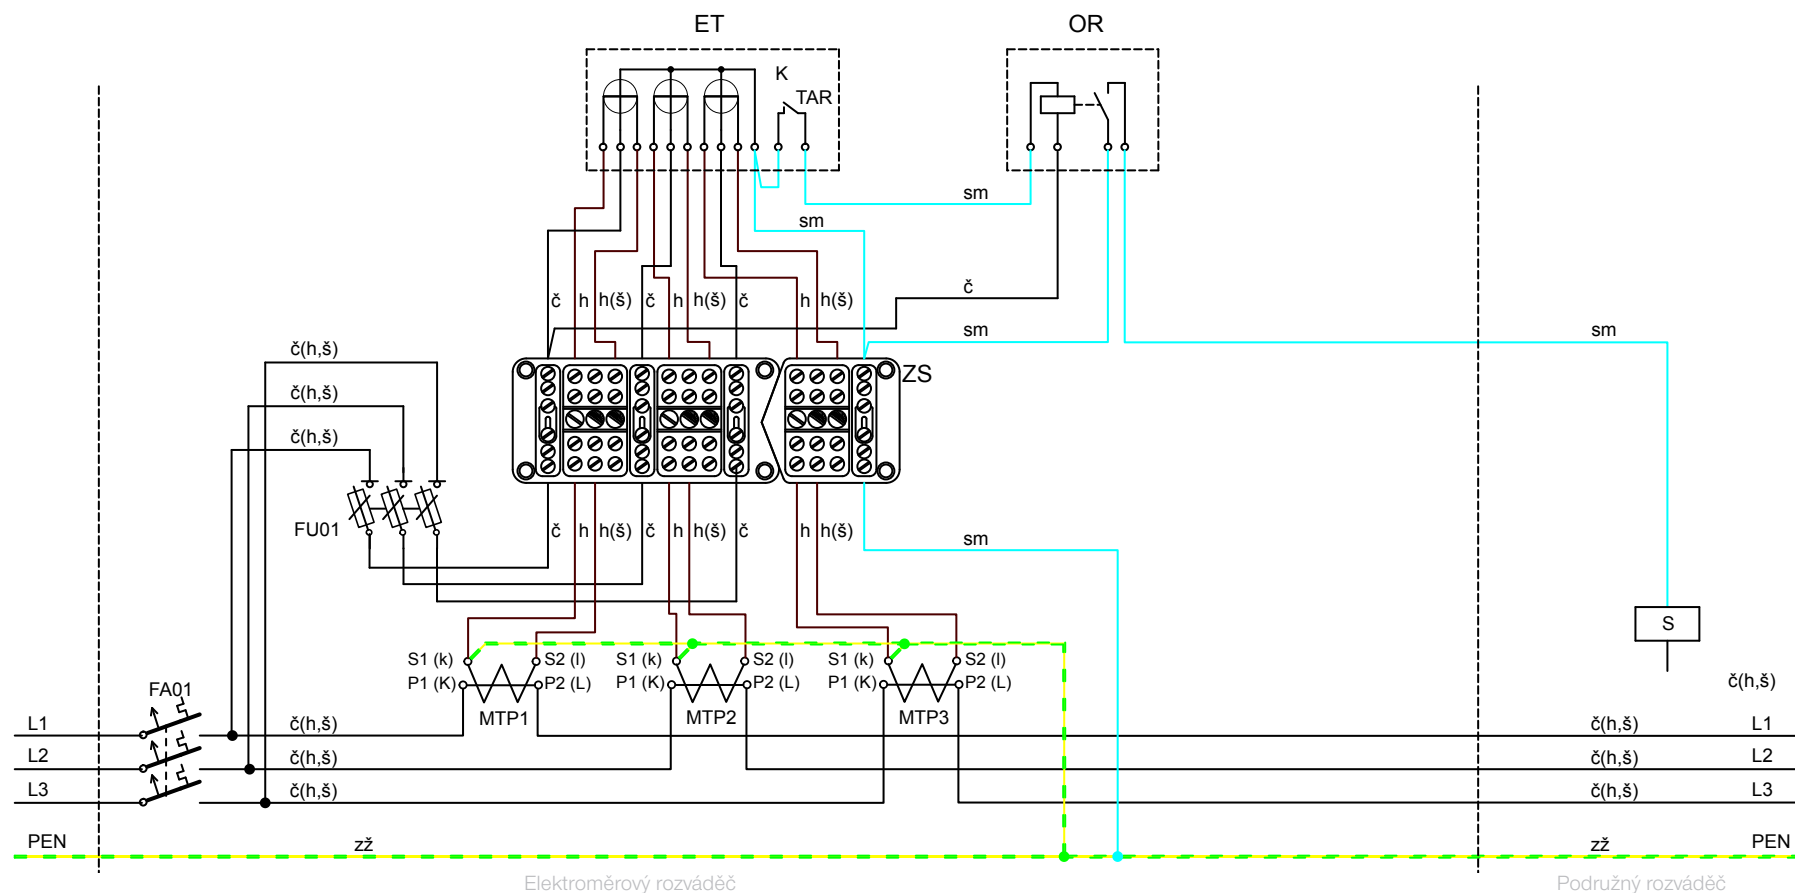 ET
OR
K
TAR
sm
sm
č
h
h(š)
č
h
h(š)
č
h
h(š)
č
sm
sm
č(h,š)
č(h,š)
č(h,š)
ZS
FU01
č
h
h(š)
č
h
h(š)
č
h
h(š)
sm
S
S1 (k)
S2 (l)
S1 (k)
S2 (l)
S1 (k)
S2 (l)
P1 (K)
P2 (L)
P1 (K)
P2 (L)
P1 (K)
P2 (L)
FA01
MTP1
MTP2
MTP3
č(h,š)
L1
č(h,š)
č(h,š)
L1
L2
č(h,š)
č(h,š)
L2
L3
č(h,š)
č(h,š)
L3
PEN
zž
zž
PEN
Elektroměrový rozváděč
Podružný rozváděč